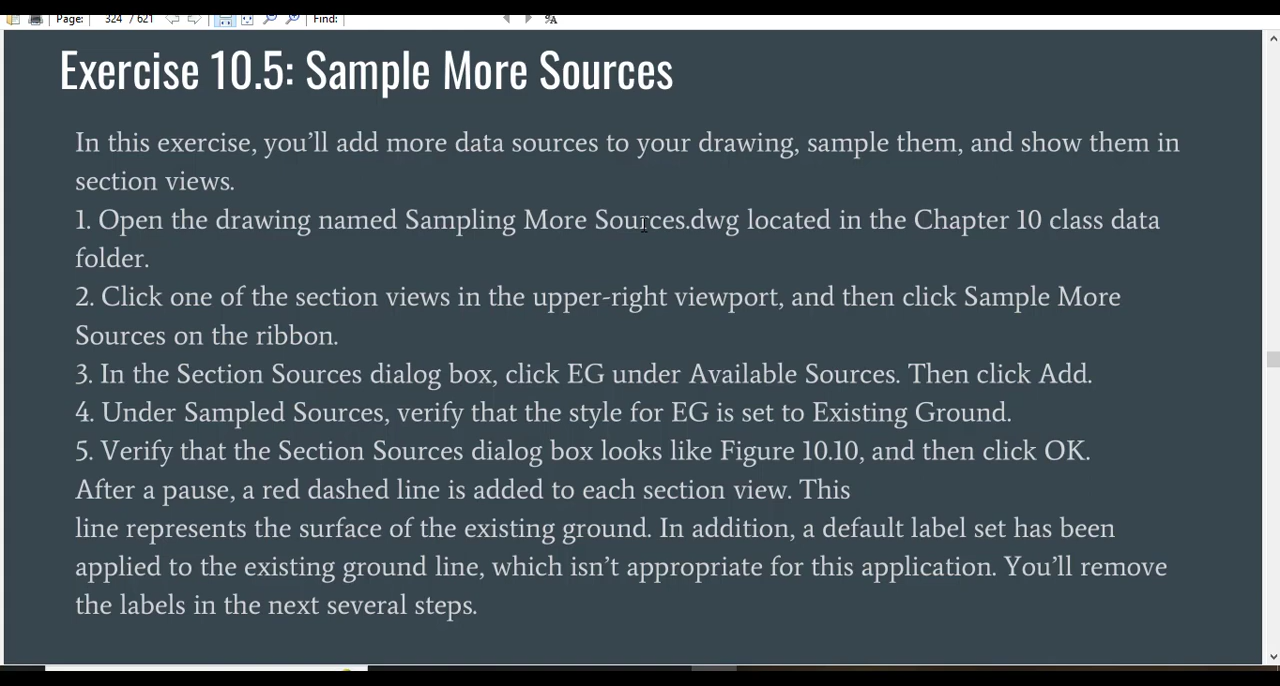 Page: 324 / 621 Find:
Exercise 10.5: Sample More Sources
In this exercise, you’ll add more data sources to your drawing, sample them, and show them in
section views.
1. Open the drawing named Sampling More Sources.dwg located in the Chapter 10 class data
folder.
2. Click one of the section views in the upper-right viewport, and then click Sample More
Sources on the ribbon.
3. In the Section Sources dialog box, click EG under Available Sources. Then click Add.
4. Under Sampled Sources, verify that the style for EG is set to Existing Ground.
5. Verify that the Section Sources dialog box looks like Figure 10.10, and then click OK.
After a pause, a red dashed line is added to each section view. This
line represents the surface of the existing ground. In addition, a default label set has been
applied to the existing ground line, which isn’t appropriate for this application. You’ll remove
the labels in the next several steps.